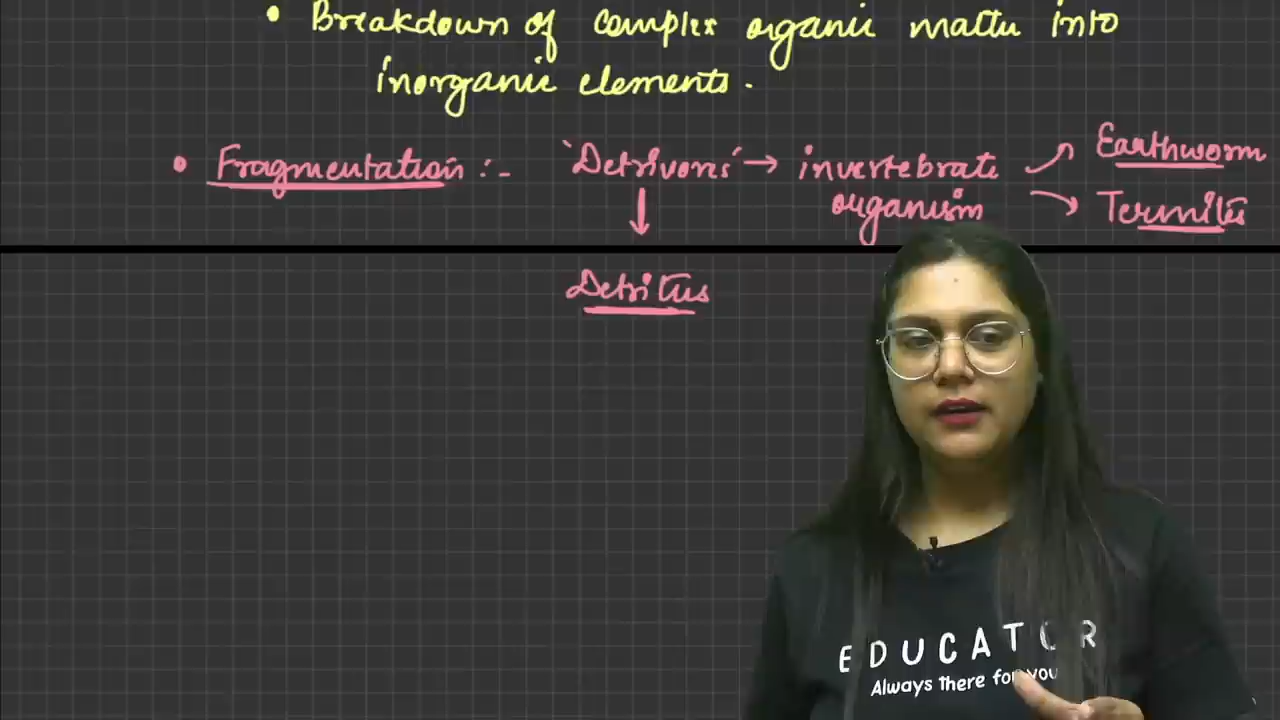 • Breakdown of complex organic matter into
inorganic elements.
• Fragmentation :- 'Detrivores' → invertebrate organism → Earthworm
→ Termites
↓
Detritus
EDUCATOR
Always there for you